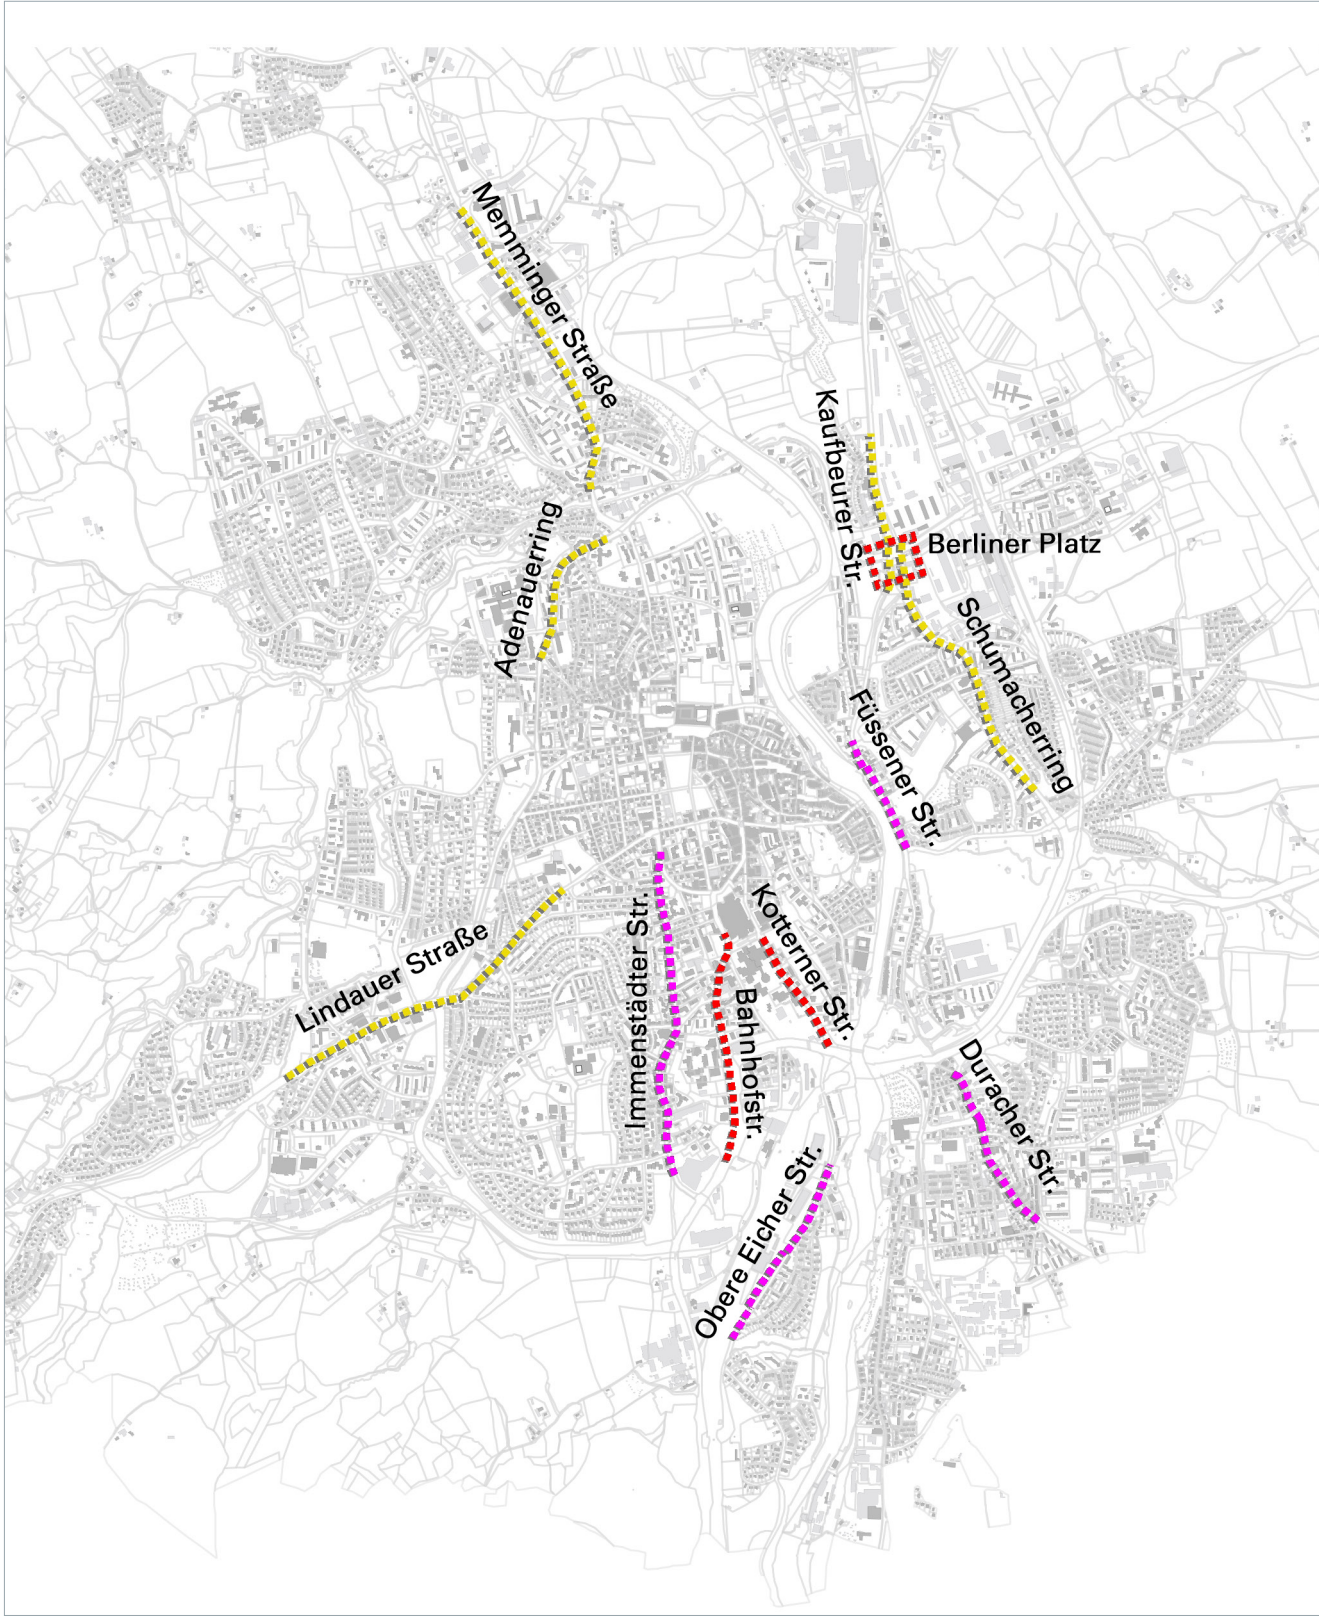 Memminger Straße
Kaufbeurer Str.
Adenauerring
Berliner Platz
Schumacherring
Füssener Str.
Lindauer Straße
Immenstädter Str.
Kotterner Str.
Bahnhofstr.
Duracher Str.
Obere Eicher Str.